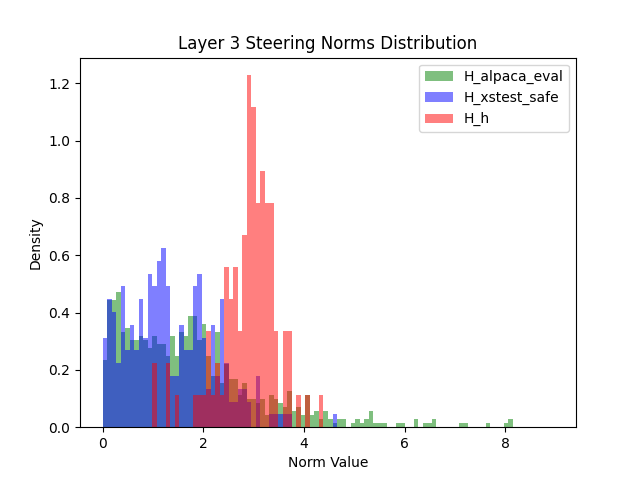 Layer 3 Steering Norms Distribution
H_alpaca_eval
H_xstest_safe
H_h
Density
1.2
1.0
0.8
0.6
0.4
0.2
0.0
0 2 4 6 8
Norm Value